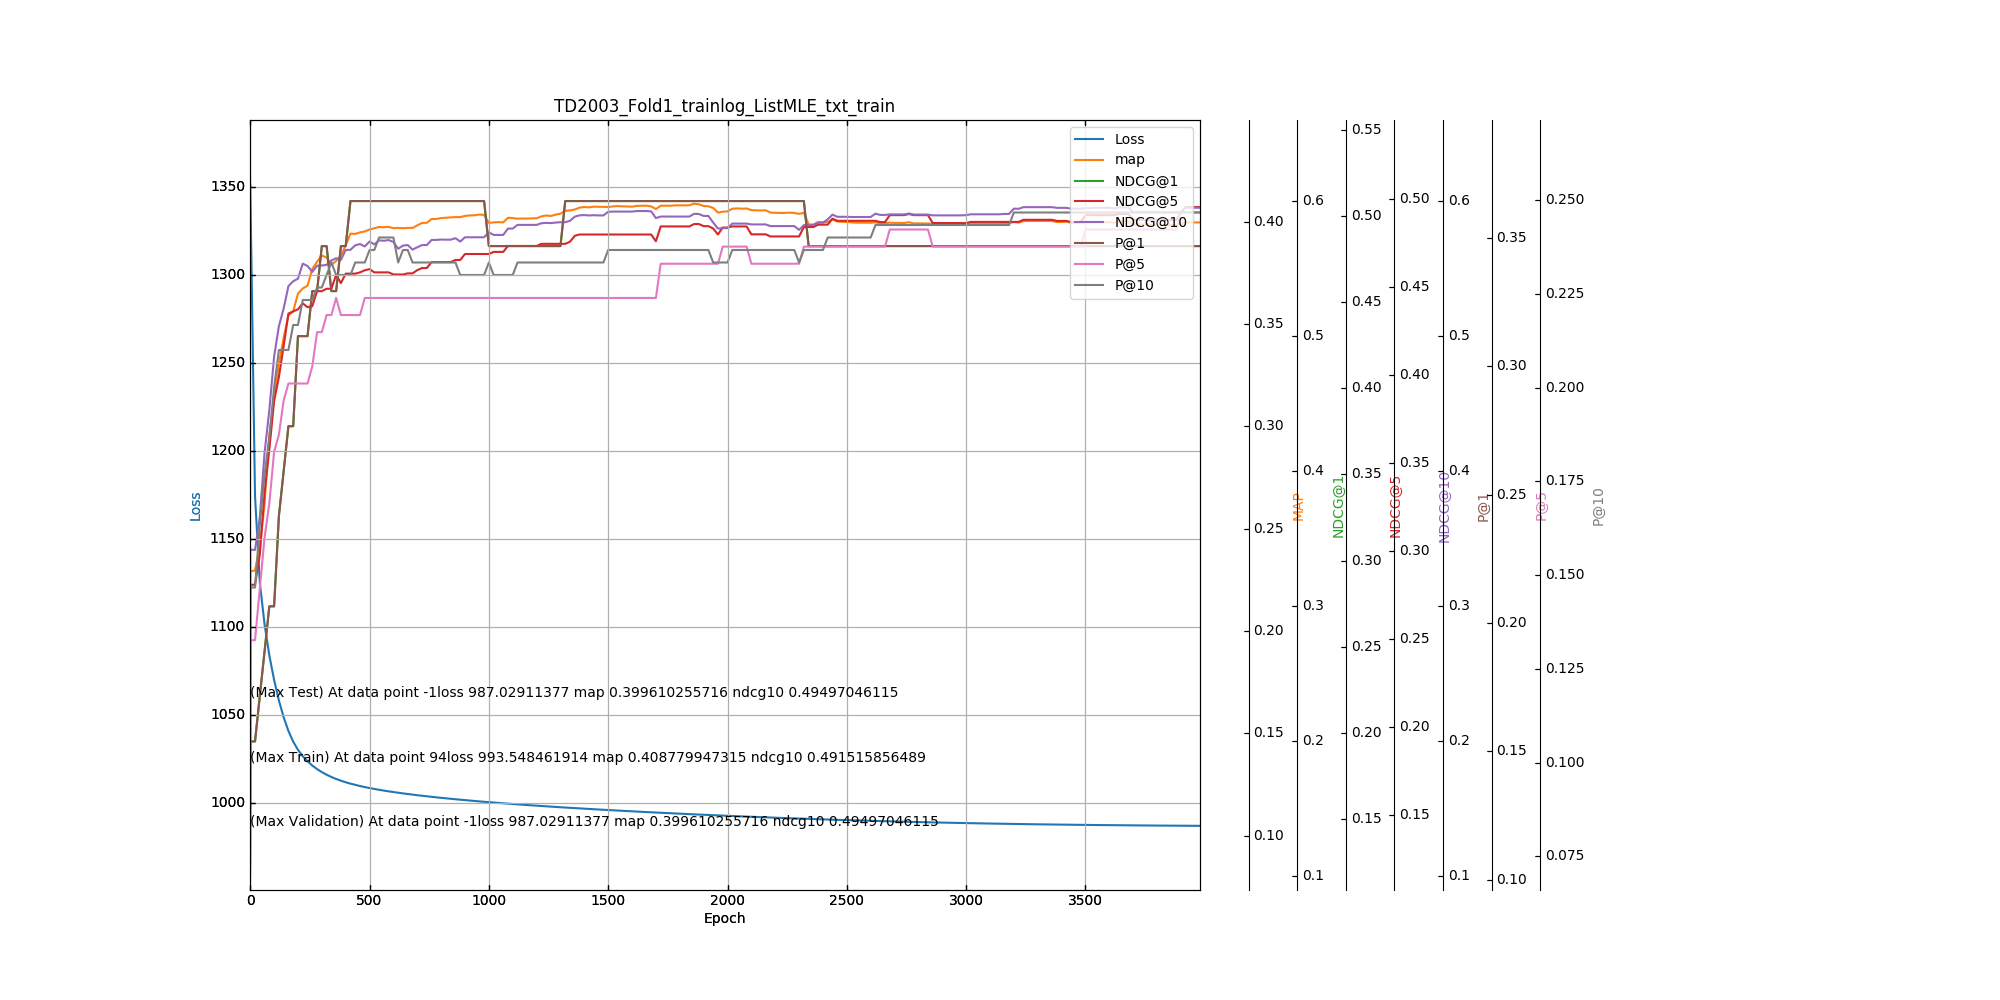 TD2003_Fold1_trainlog_ListMLE_txt_train
Loss
map
NDCG@1
NDCG@5
NDCG@10
P@1
P@5
P@10
1350
1300
1250
1200
1150
1100
1050
1000
Loss
(Max Test) At data point -1loss 987.02911377 map 0.399610255716 ndcg10 0.49497046115
(Max Train) At data point 94loss 993.548461914 map 0.408779947315 ndcg10 0.491515856489
(Max Validation) At data point -1loss 987.02911377 map 0.399610255716 ndcg10 0.49497046115
0 500 1000 1500 2000 2500 3000 3500
Epoch
0.40
0.35
0.30
0.25
0.20
0.15
0.10
MAP
0.6
0.5
0.4
0.3
0.2
0.1
NDCG@1
0.55
0.50
0.45
0.40
0.35
0.30
0.25
0.20
0.15
NDCG@5
0.50
0.45
0.40
0.35
0.30
0.25
0.20
0.15
NDCG@10
0.6
0.5
0.4
0.3
0.2
0.1
P@1
0.35
0.30
0.25
0.20
0.15
0.10
P@5
0.250
0.225
0.200
0.175
0.150
0.125
0.100
0.075
P@10